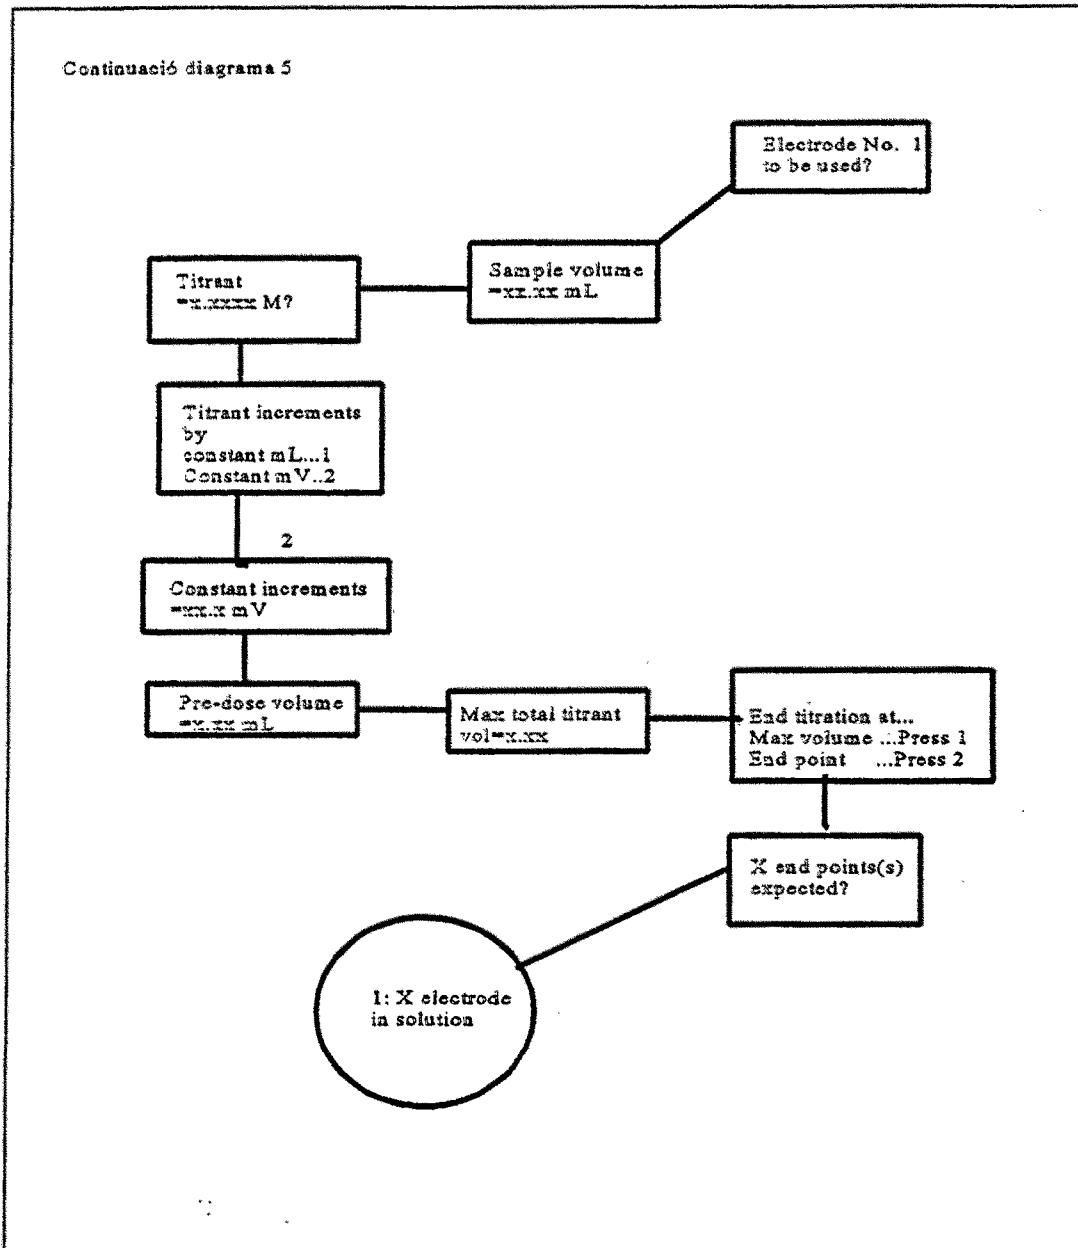 Continuació diagrama 5
Electrode No. 1
to be used?
Sample volume
=xx.xx mL
Titrant
=x.xxxx M?
Titrant increments
by
constant mL...1
Constant mV..2
2
Constant increments
=xx.x mV
Pre-dose volume
=x.xx mL
Max total titrant
vol=x.xx
End titration at...
Max volume ...Press 1
End point ...Press 2
X end points(s)
expected?
1: X electrode
in solution